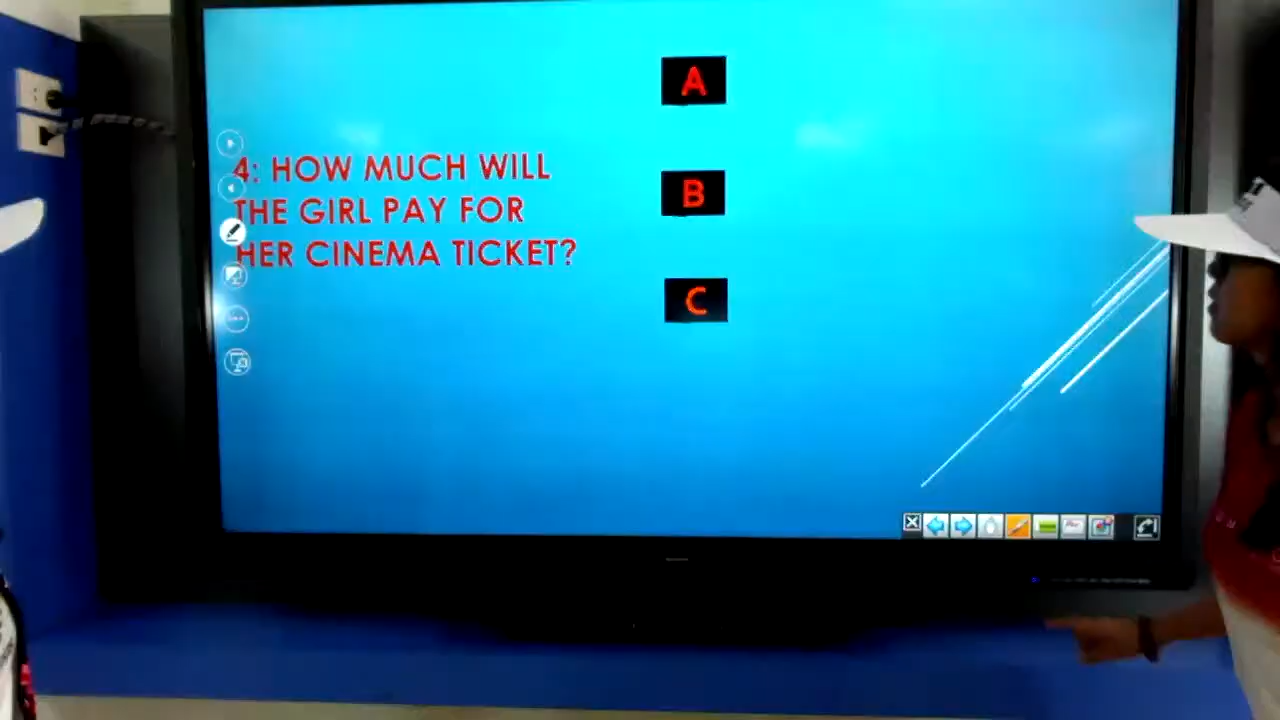 4: HOW MUCH WILL
THE GIRL PAY FOR
HER CINEMA TICKET?
A
B
C